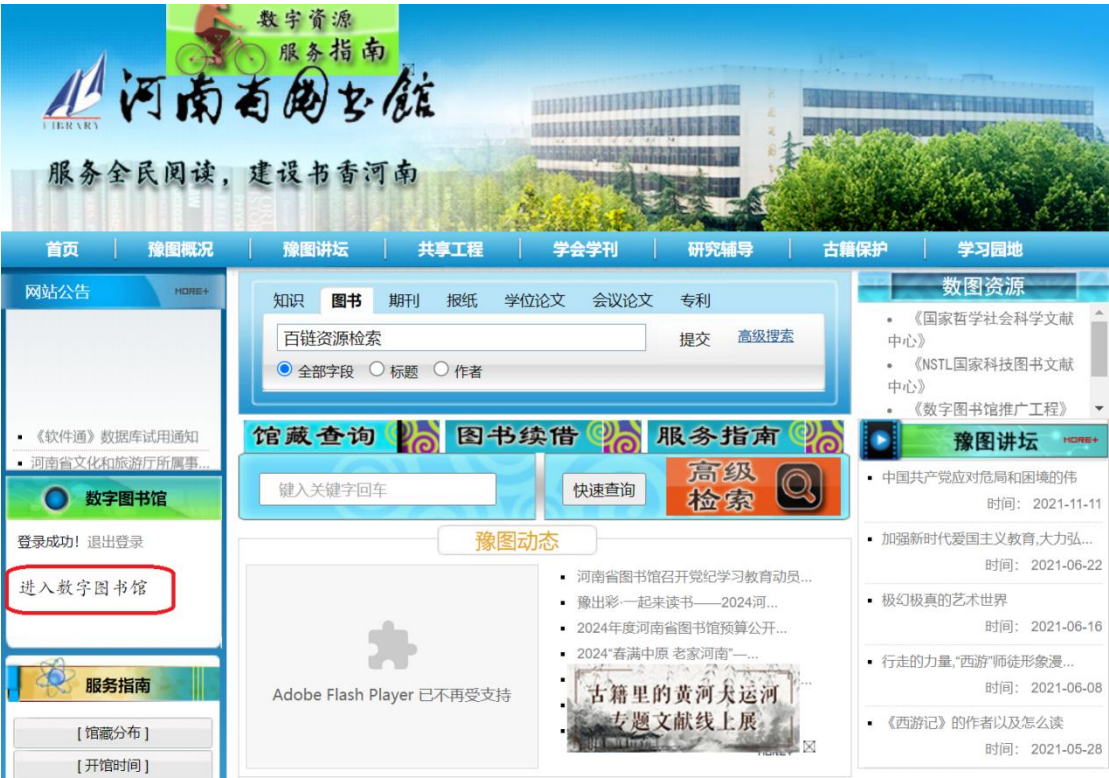 数字资源
服务指南
LIBRARY
河南省图书馆
服务全民阅读，建设书香河南
首页
豫图概况
豫图讲坛
共享工程
学会学刊
研究辅导
古籍保护
学习园地
网站公告
MORE+
《软件通》数据库试用通知
河南省文化和旅游厅所属事...
数字图书馆
登录成功! 退出登录
进入数字图书馆
服务指南
[ 馆藏分布 ]
[ 开馆时间 ]
知识 图书 期刊 报纸 学位论文 会议论文 专利
百链资源检索 提交 高级搜索
全部字段 标题 作者
馆藏查询 图书续借 服务指南
键入关键字回车 快速查询 高级
检索
豫图动态
Adobe Flash Player 已不再受支持
河南省图书馆召开党纪学习教育动员...
豫出彩·一起来读书——2024河...
2024年度河南省图书馆预算公开...
2024“春满中原 老家河南”—...
古籍里的黄河大运河
专题文献线上展
数图资源
《国家哲学社会科学文献
中心》
《NSTL国家科技图书文献
中心》
《数字图书馆推广工程》
豫图讲坛 MORE+
中国共产党应对危局和困境的伟
时间： 2021-11-11
加强新时代爱国主义教育,大力弘...
时间： 2021-06-22
极幻极真的艺术世界
时间： 2021-06-16
行走的力量,“西游”师徒形象漫...
时间： 2021-06-08
《西游记》的作者以及怎么读
时间： 2021-05-28